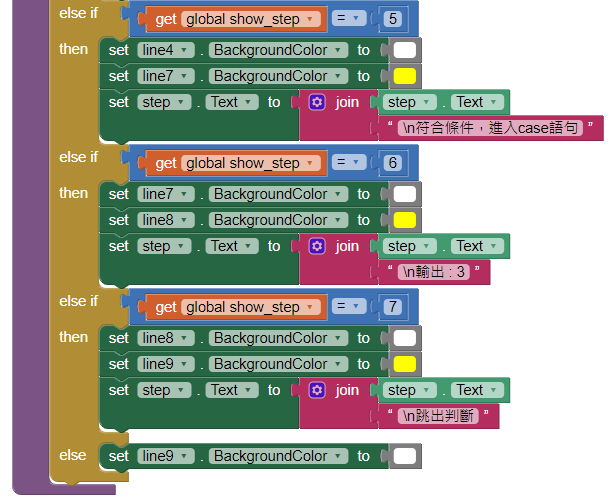 else if get global show_step = 5
then set line4 . BackgroundColor to
set line7 . BackgroundColor to
set step . Text to join step . Text
“ \n符合條件，進入case語句 ”
else if get global show_step = 6
then set line7 . BackgroundColor to
set line8 . BackgroundColor to
set step . Text to join step . Text
“ \n輸出 : 3 ”
else if get global show_step = 7
then set line8 . BackgroundColor to
set line9 . BackgroundColor to
set step . Text to join step . Text
“ \n跳出判斷 ”
else set line9 . BackgroundColor to